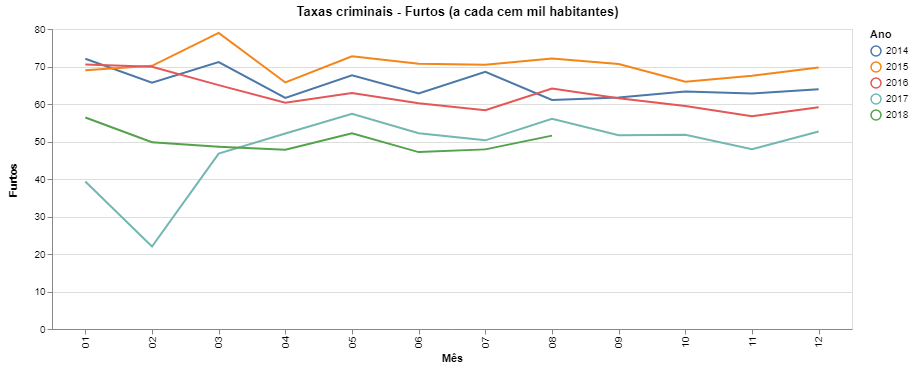 Taxas criminais - Furtos (a cada cem mil habitantes)
Ano
2014
2015
2016
2017
2018
80
70
60
50
40
30
20
10
0
Furtos
01 02 03 04 05 06 07 08 09 10 11 12
Mês